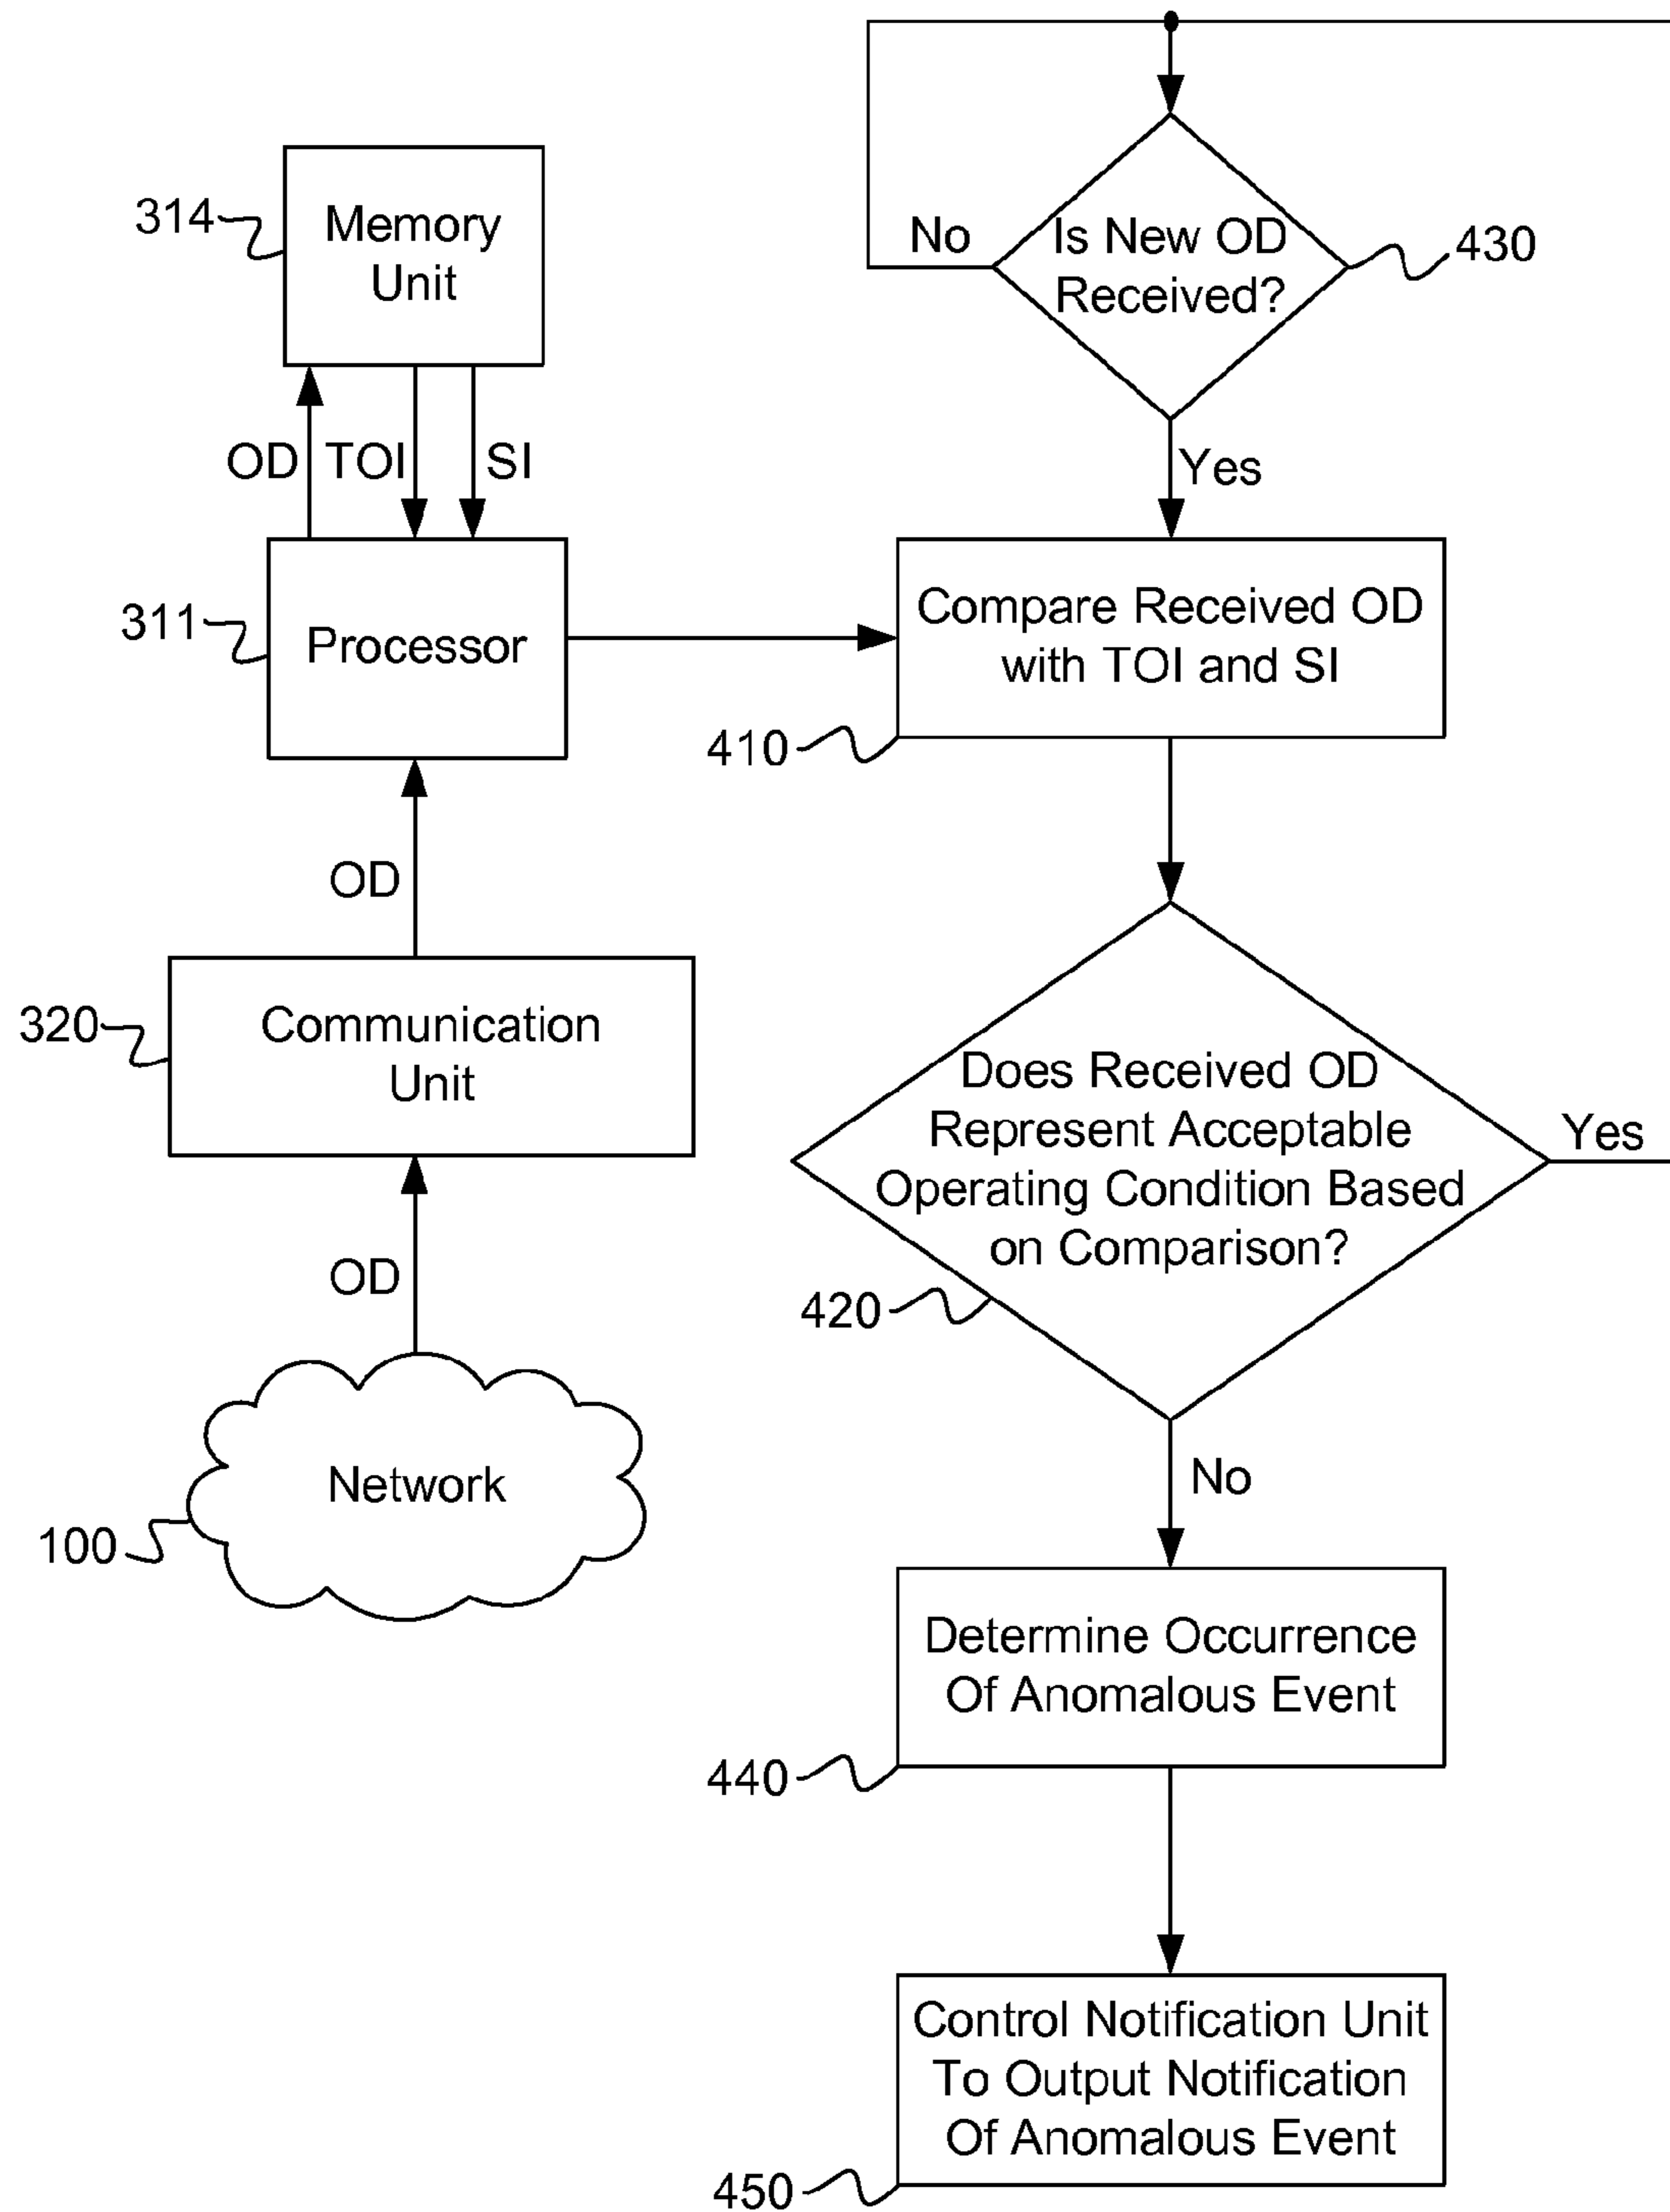 314
Memory
Unit
OD
TOI
SI
311
Processor
OD
320
Communication
Unit
OD
Network
100
No
Is New OD
Received?
430
Yes
Compare Received OD
with TOI and SI
410
Does Received OD
Represent Acceptable
Operating Condition Based
on Comparison?
Yes
420
No
Determine Occurrence
Of Anomalous Event
440
Control Notification Unit
To Output Notification
Of Anomalous Event
450